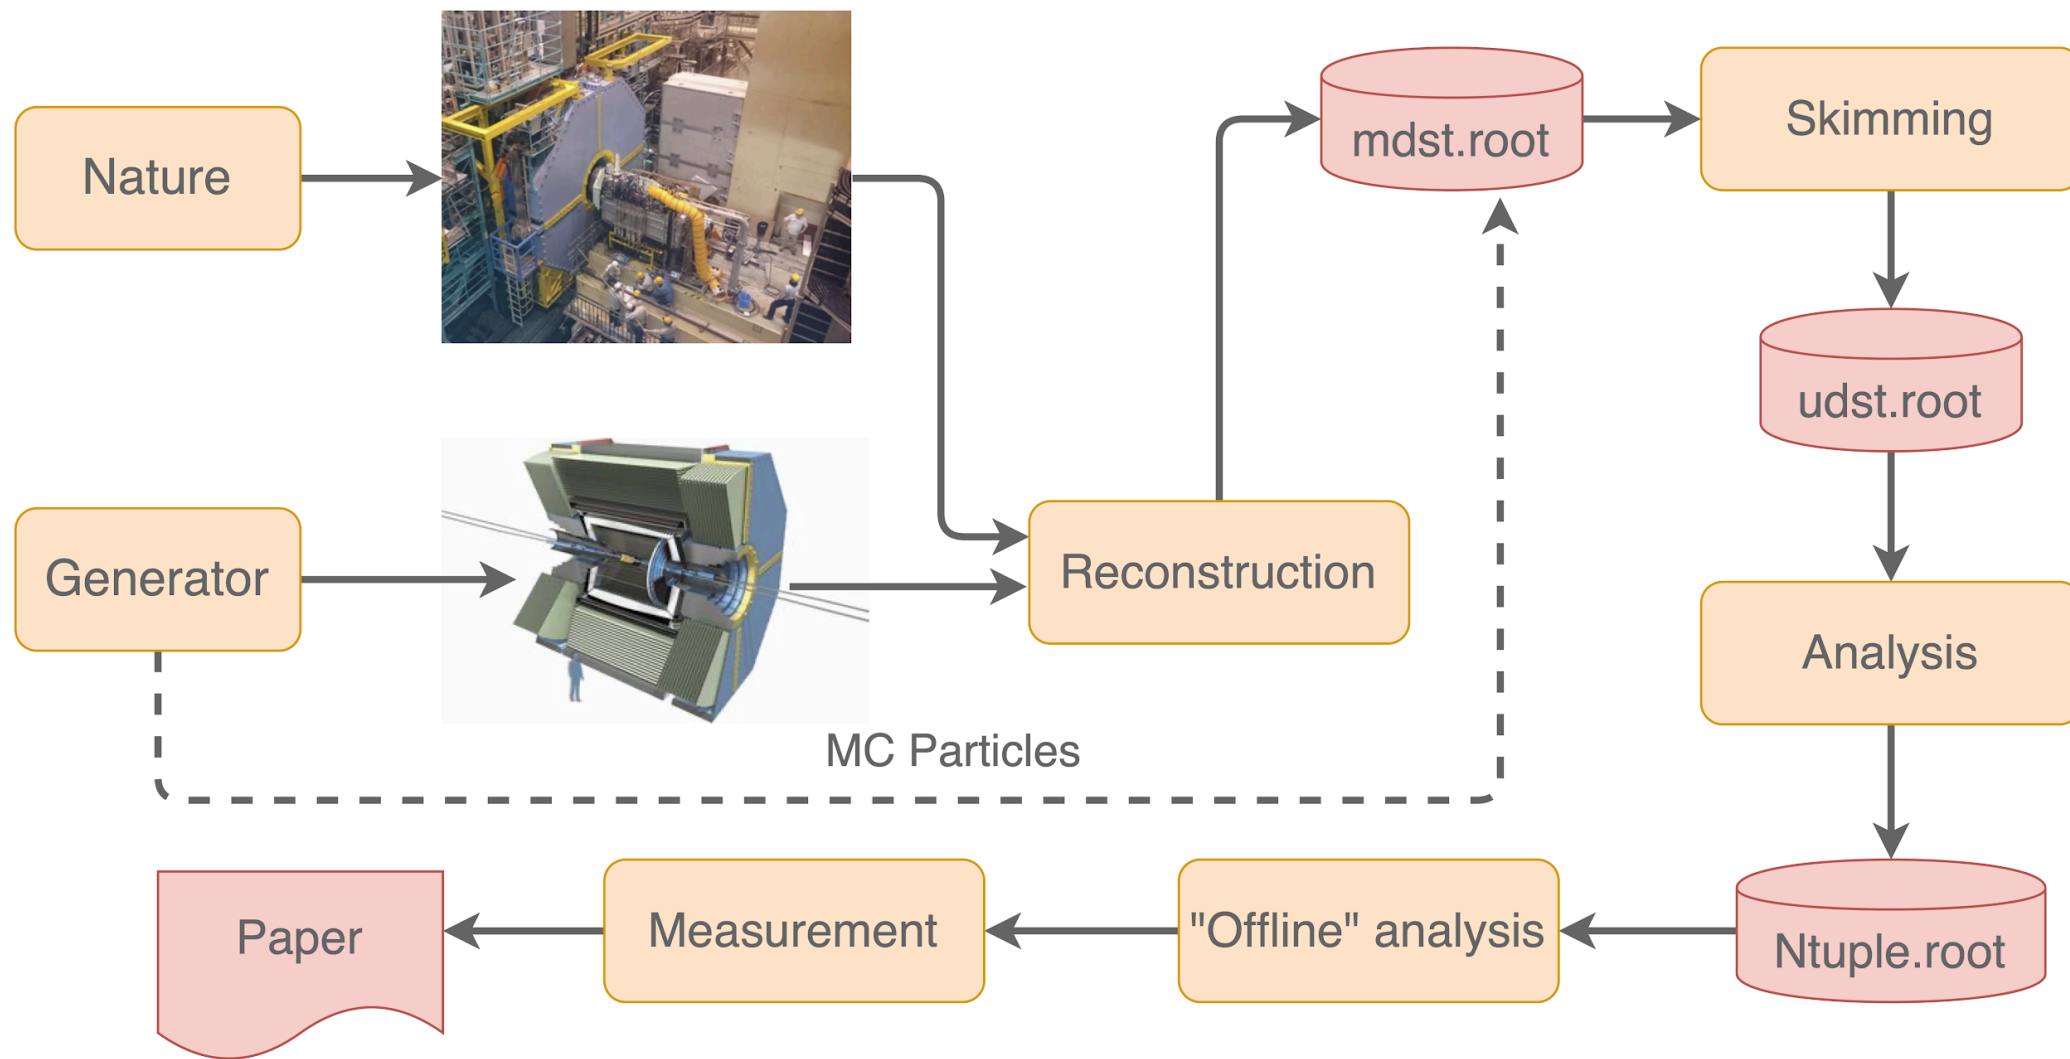 Nature
mdst.root
Skimming
udst.root
Generator
Reconstruction
Analysis
MC Particles
Paper
Measurement
"Offline" analysis
Ntuple.root